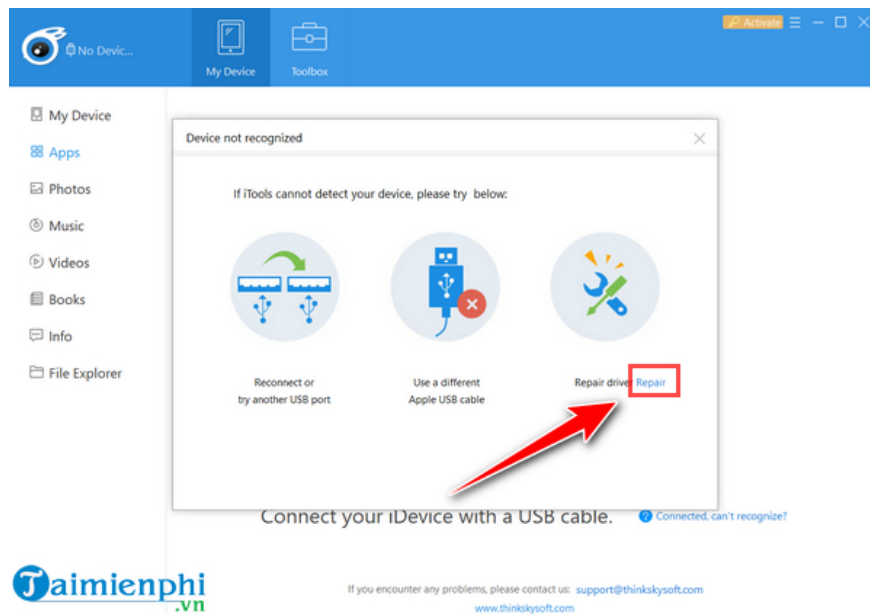 No Devic...
My Device
Toolbox
Activate
My Device
Apps
Photos
Music
Videos
Books
Info
File Explorer
Device not recognized
If iTools cannot detect your device, please try below:
Reconnect or
try another USB port
Use a different
Apple USB cable
Repair driver Repair
Connect your iDevice with a USB cable.
Connected, can't recognize?
If you encounter any problems, please contact us: support@thinkskysoft.com
www.thinkskysoft.com
Taimienphi
.vn